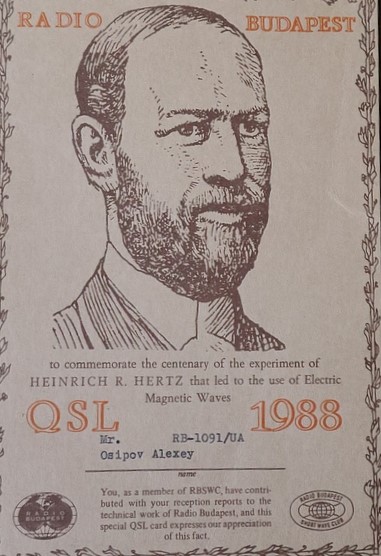 RADIO BUDAPEST
to commemorate the centenary of the experiment of
HEINRICH R. HERTZ that led to the use of Electric
Magnetic Waves
QSL 1988
Mr. RB-1091/UA
Osipov Alexey
name
You, as a member of RBSWC, have contri-
buted with your reception reports to the
technical work of Radio Budapest, and this
special QSL card expresses our appreciation
of this fact.
RADIO
BUDAPEST
RADIO BUDAPEST
SHORT WAVE CLUB